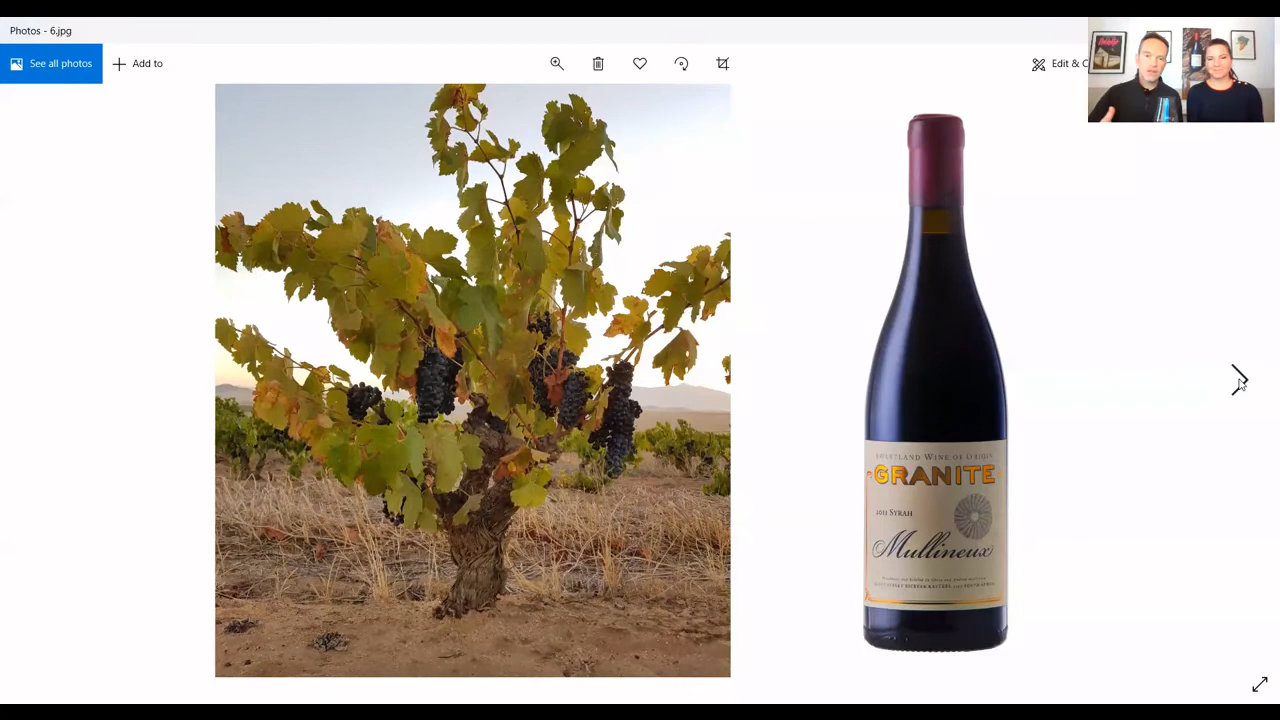 Photos - 6.jpg
See all photos
Add to
Edit & C
SWARTLAND WINE OF ORIGIN
GRANITE
2011 SYRAH
Mullineux